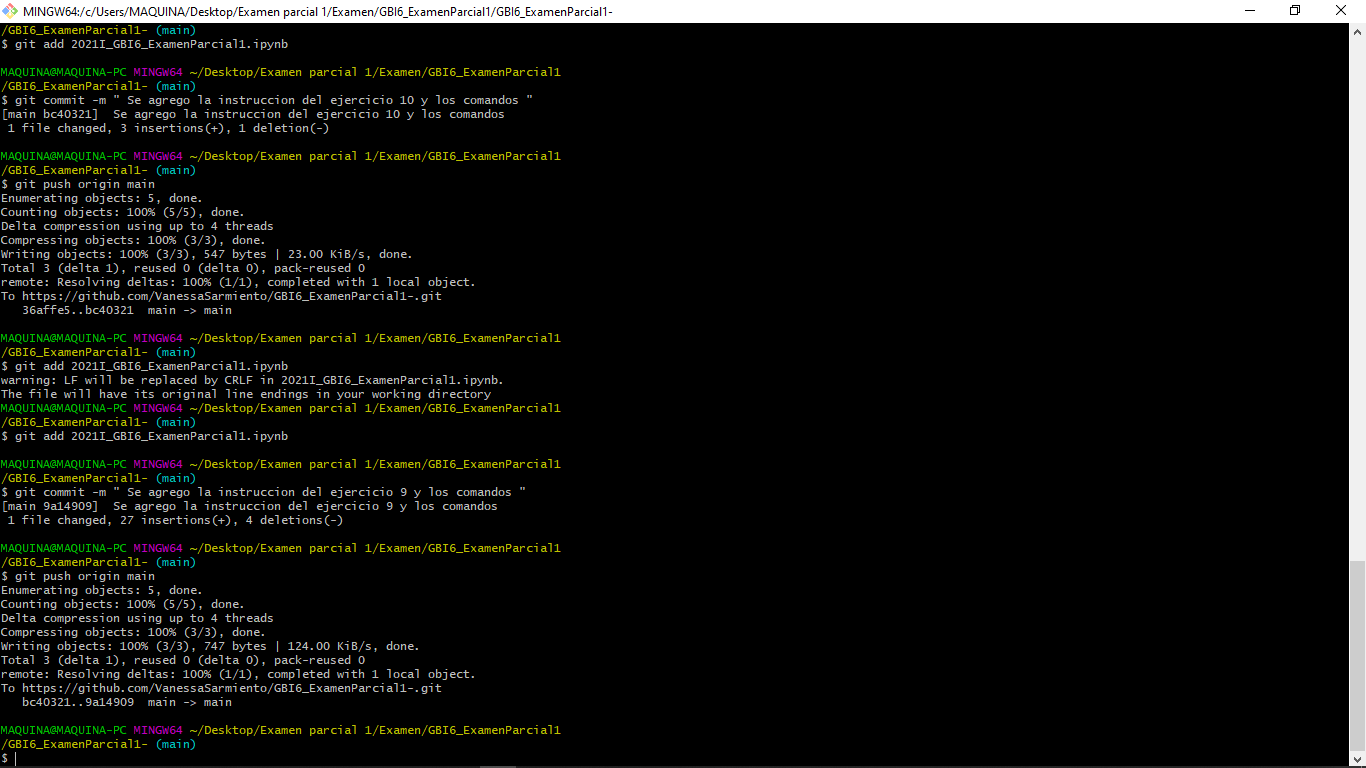 MINGW64:/c/Users/MAQUINA/Desktop/Examen parcial 1/Examen/GBI6_ExamenParcial1/GBI6_ExamenParcial1-
/GBI6_ExamenParcial1- (main)
$ git add 2021I_GBI6_ExamenParcial1.ipynb
MAQUINA@MAQUINA-PC MINGW64 ~/Desktop/Examen parcial 1/Examen/GBI6_ExamenParcial1
/GBI6_ExamenParcial1- (main)
$ git commit -m " Se agrego la instruccion del ejercicio 10 y los comandos "
[main bc40321]  Se agrego la instruccion del ejercicio 10 y los comandos
 1 file changed, 3 insertions(+), 1 deletion(-)
MAQUINA@MAQUINA-PC MINGW64 ~/Desktop/Examen parcial 1/Examen/GBI6_ExamenParcial1
/GBI6_ExamenParcial1- (main)
$ git push origin main
Enumerating objects: 5, done.
Counting objects: 100% (5/5), done.
Delta compression using up to 4 threads
Compressing objects: 100% (3/3), done.
Writing objects: 100% (3/3), 547 bytes | 23.00 KiB/s, done.
Total 3 (delta 1), reused 0 (delta 0), pack-reused 0
remote: Resolving deltas: 100% (1/1), completed with 1 local object.
To https://github.com/VanessaSarmiento/GBI6_ExamenParcial1-.git
   36affe5..bc40321  main -> main
MAQUINA@MAQUINA-PC MINGW64 ~/Desktop/Examen parcial 1/Examen/GBI6_ExamenParcial1
/GBI6_ExamenParcial1- (main)
$ git add 2021I_GBI6_ExamenParcial1.ipynb
warning: LF will be replaced by CRLF in 2021I_GBI6_ExamenParcial1.ipynb.
The file will have its original line endings in your working directory
MAQUINA@MAQUINA-PC MINGW64 ~/Desktop/Examen parcial 1/Examen/GBI6_ExamenParcial1
/GBI6_ExamenParcial1- (main)
$ git add 2021I_GBI6_ExamenParcial1.ipynb
MAQUINA@MAQUINA-PC MINGW64 ~/Desktop/Examen parcial 1/Examen/GBI6_ExamenParcial1
/GBI6_ExamenParcial1- (main)
$ git commit -m " Se agrego la instruccion del ejercicio 9 y los comandos "
[main 9a14909]  Se agrego la instruccion del ejercicio 9 y los comandos
 1 file changed, 27 insertions(+), 4 deletions(-)
MAQUINA@MAQUINA-PC MINGW64 ~/Desktop/Examen parcial 1/Examen/GBI6_ExamenParcial1
/GBI6_ExamenParcial1- (main)
$ git push origin main
Enumerating objects: 5, done.
Counting objects: 100% (5/5), done.
Delta compression using up to 4 threads
Compressing objects: 100% (3/3), done.
Writing objects: 100% (3/3), 747 bytes | 124.00 KiB/s, done.
Total 3 (delta 1), reused 0 (delta 0), pack-reused 0
remote: Resolving deltas: 100% (1/1), completed with 1 local object.
To https://github.com/VanessaSarmiento/GBI6_ExamenParcial1-.git
   bc40321..9a14909  main -> main
MAQUINA@MAQUINA-PC MINGW64 ~/Desktop/Examen parcial 1/Examen/GBI6_ExamenParcial1
/GBI6_ExamenParcial1- (main)
$